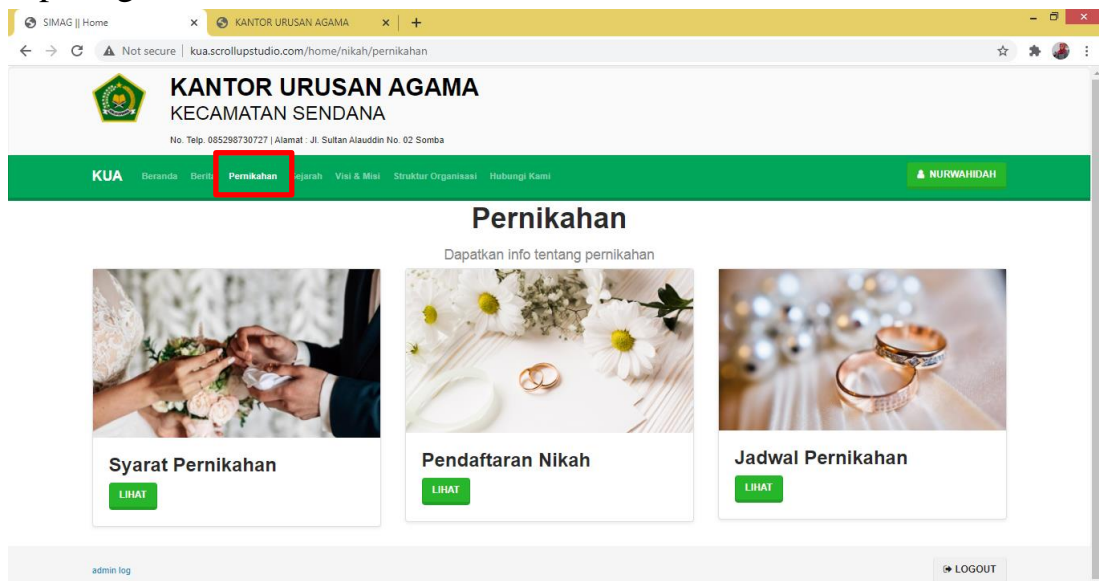 SIMAG || Home
KANTOR URUSAN AGAMA
Not secure | kua.scrollupstudio.com/home/nikah/pernikahan
KANTOR URUSAN AGAMA
KECAMATAN SENDANA
No. Telp. 085298730727 | Alamat : Jl. Sultan Alauddin No. 02 Somba
KUA Beranda Pernikahan Visi & Misi Struktur Organisasi Hubungi Kami NURWAHIDAH
Pernikahan
Dapatkan info tentang pernikahan
Syarat Pernikahan
LIHAT
Pendaftaran Nikah
LIHAT
Jadwal Pernikahan
LIHAT
admin log
LOGOUT